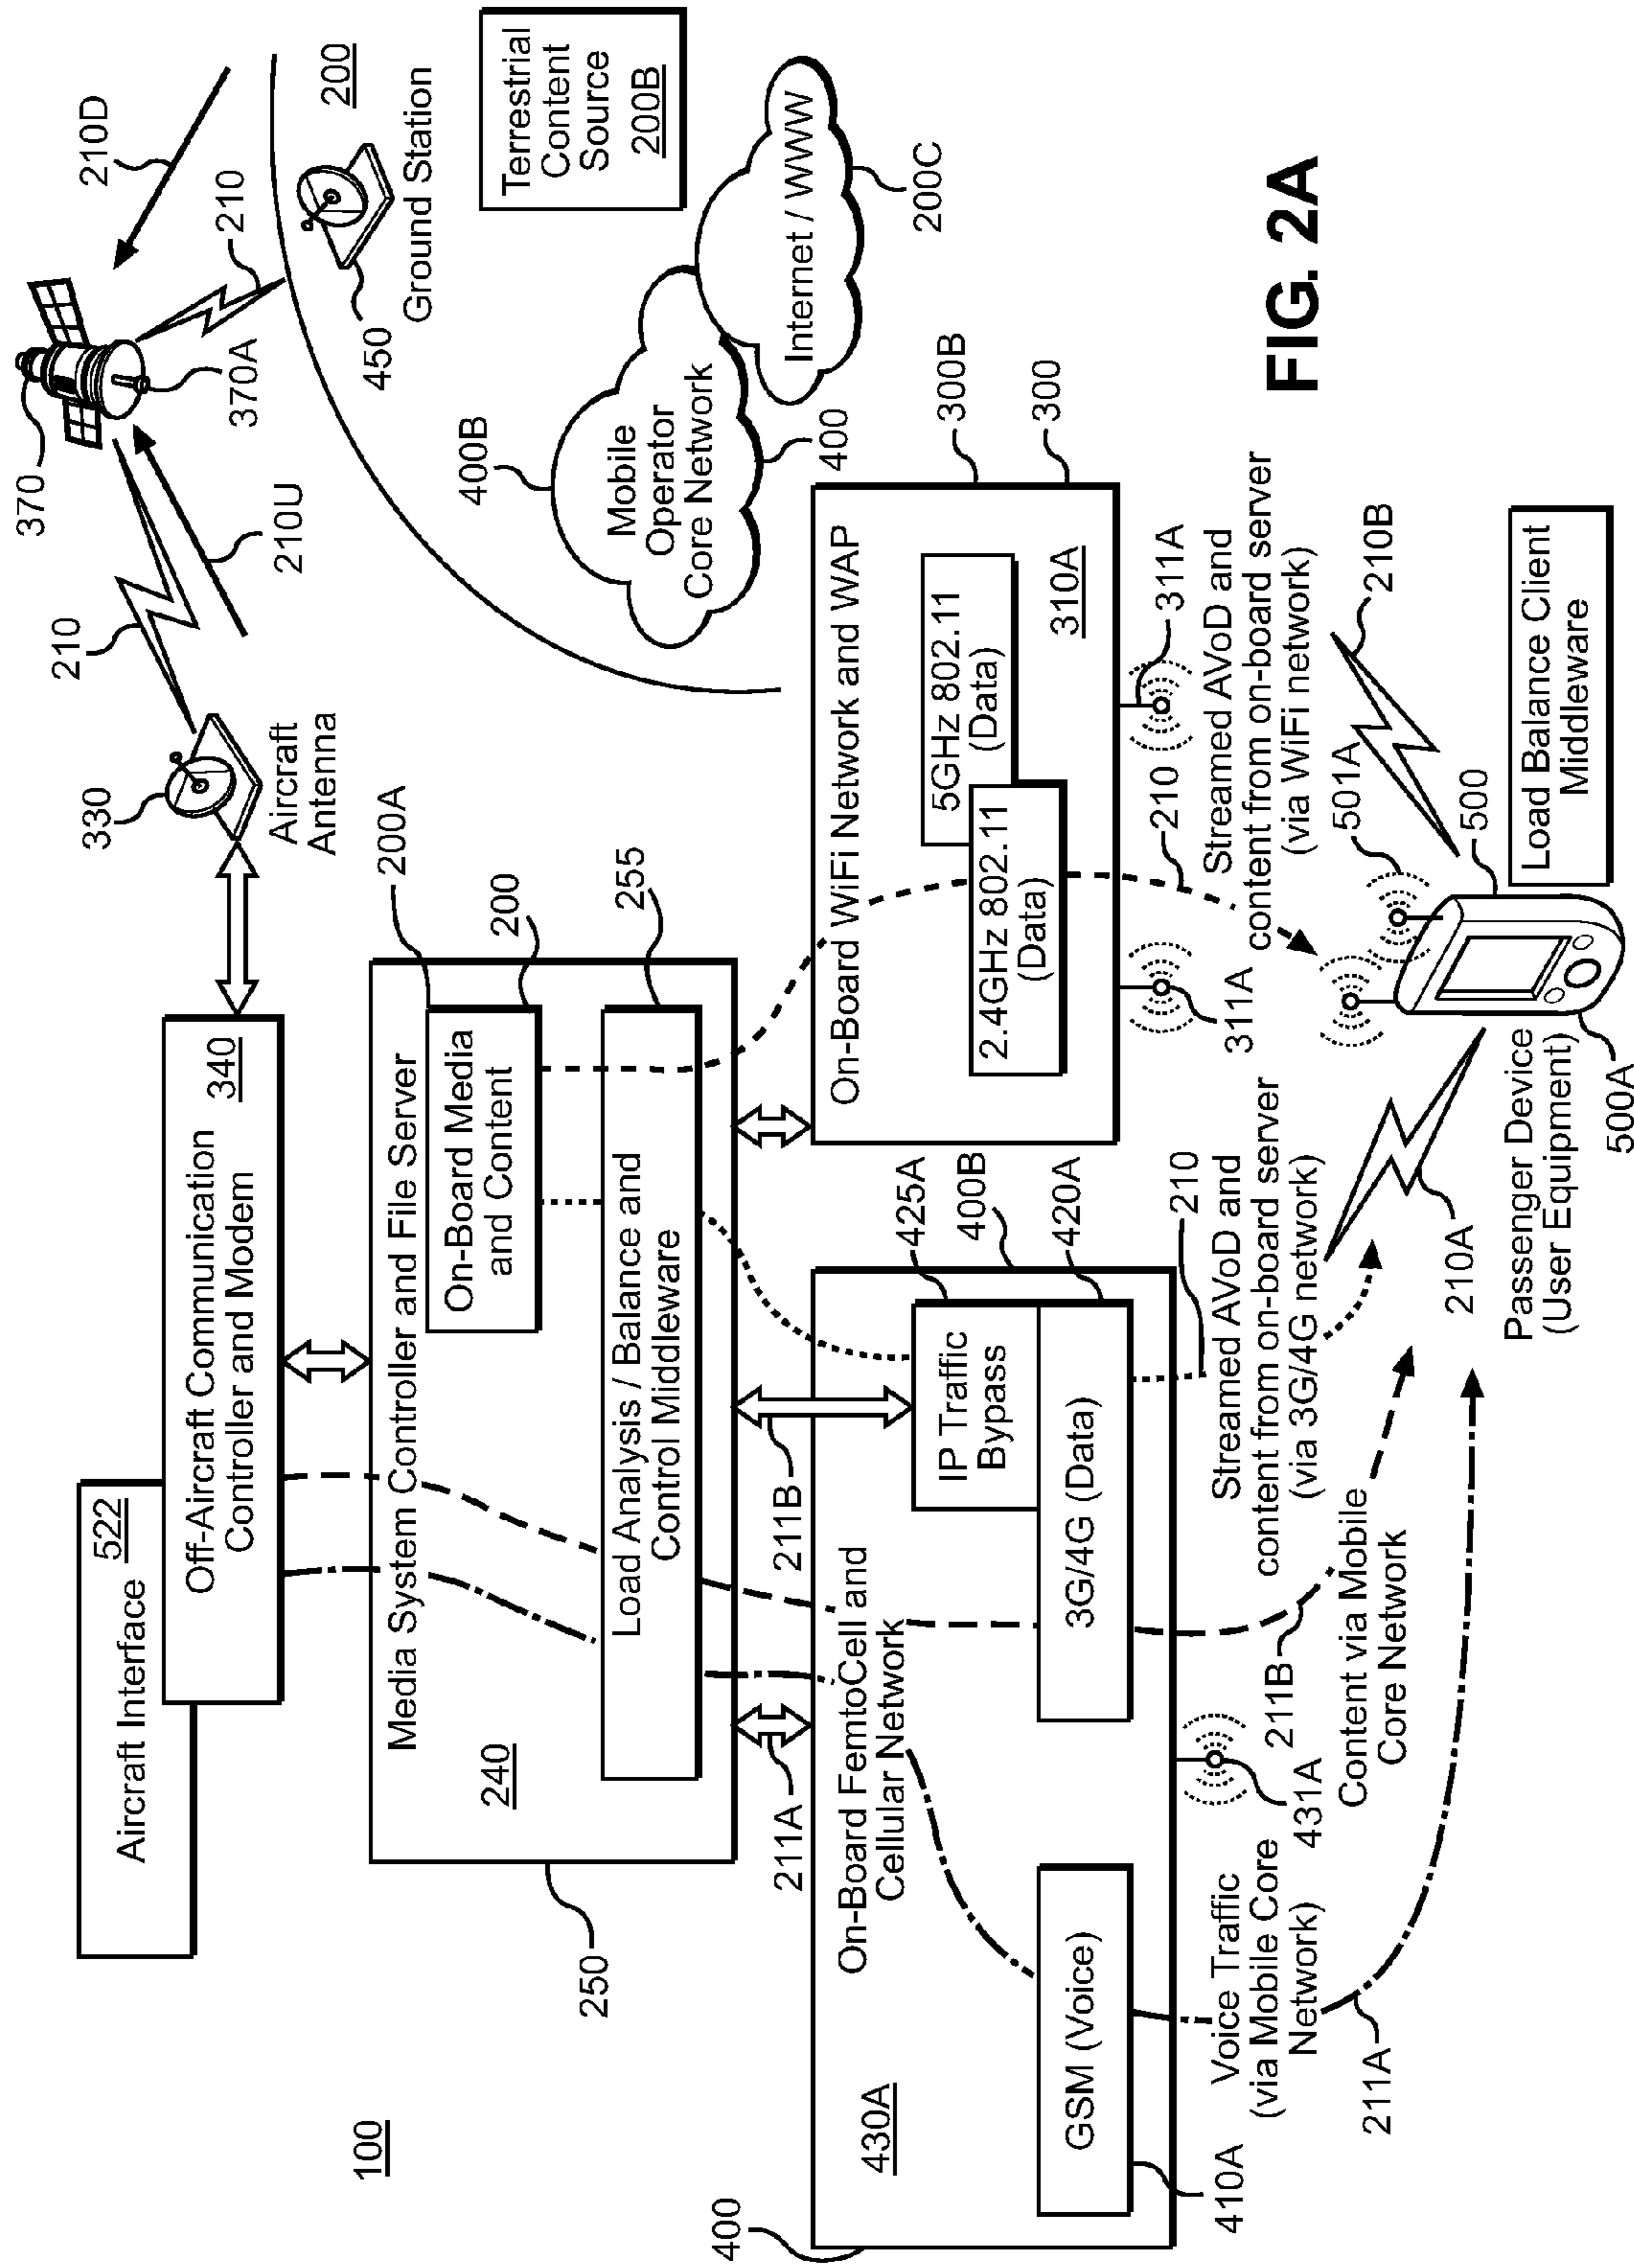 100
Aircraft Interface
522
Off-Aircraft Communication
Controller and Modem
340
330
Aircraft
Antenna
210
210U
370
370A
210D
210
200
450
Ground Station
Terrestrial
Content
Source
200B
400B
Mobile
Operator
Core Network
400
Internet / WWW
200C
Media System Controller and File Server
240
250
On-Board Media
and Content
200A
200
255
Load Analysis / Balance and
Control Middleware
211A
211B
400
On-Board FemtoCell and
Cellular Network
430A
IP Traffic
Bypass
425A
400B
420A
3G/4G (Data)
GSM (Voice)
410A
431A
On-Board WiFi Network and WAP
5GHz 802.11
(Data)
2.4GHz 802.11
(Data)
310A
300B
300
311A
311A
Voice Traffic
(via Mobile Core
Network)
211A
211B
Content via Mobile
Core Network
210
Streamed AVoD and
content from on-board server
(via 3G/4G network)
210
Streamed AVoD and
content from on-board server
(via WiFi network)
210A
210B
501A
500
500A
Passenger Device
(User Equipment)
Load Balance Client
Middleware
FIG. 2A